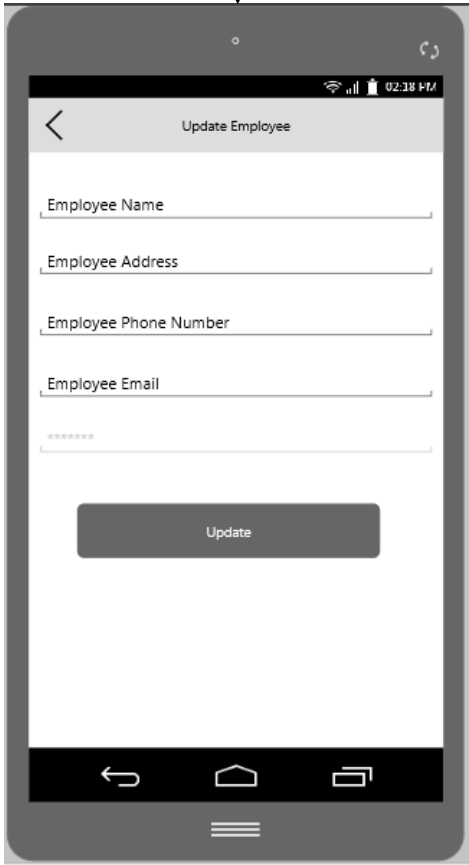 02:18 PM
Update Employee
Employee Name
Employee Address
Employee Phone Number
Employee Email
*******
Update